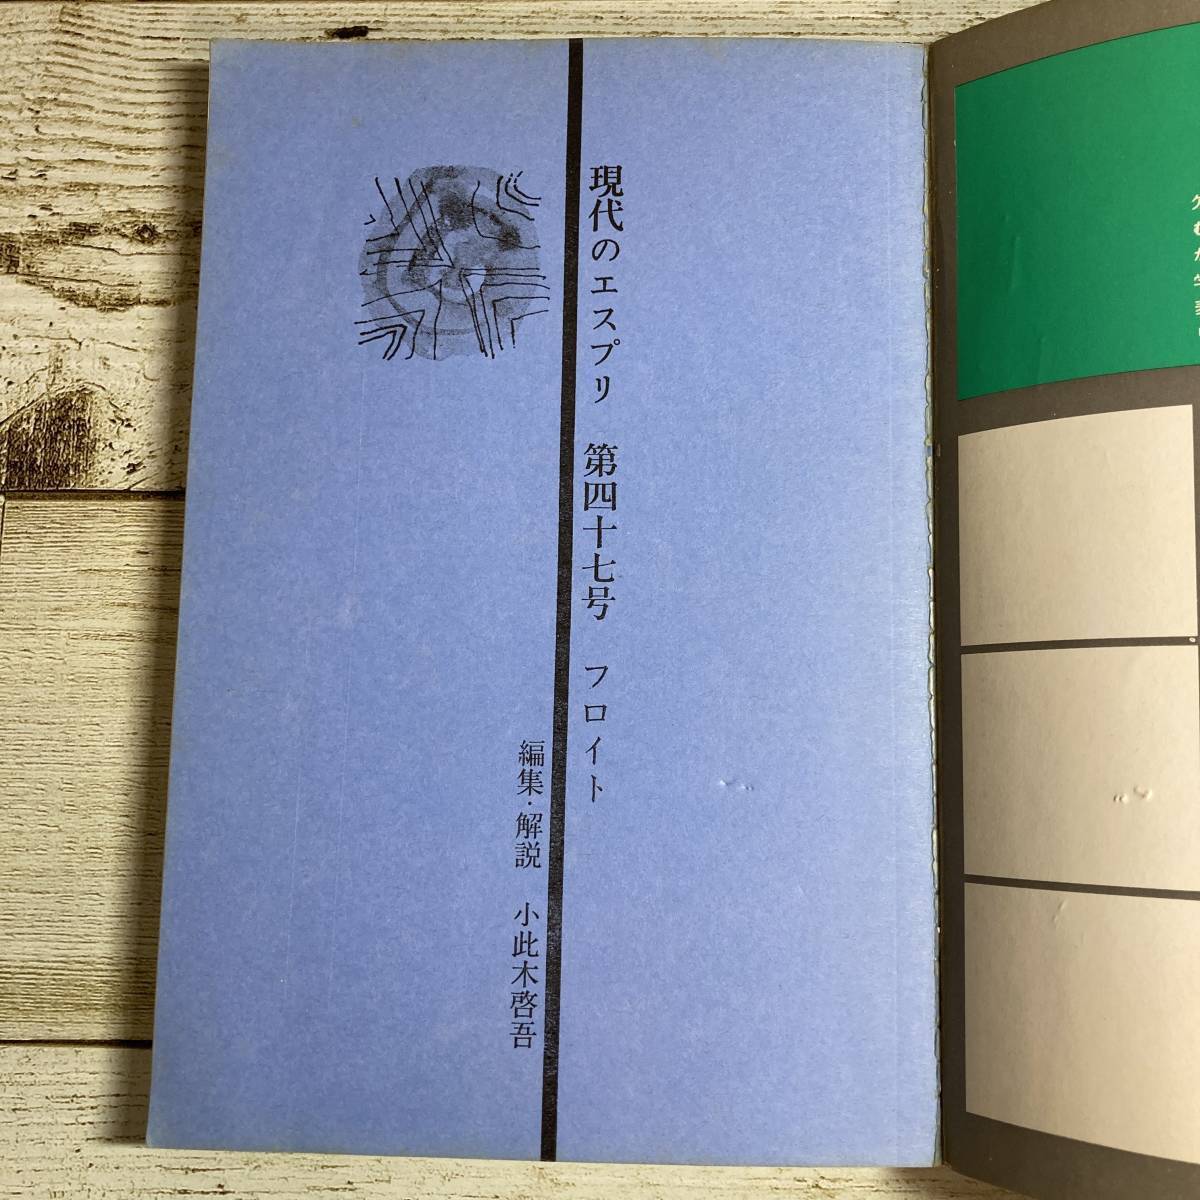 現代のエスプリ 第四十七号 フロイト
編集・解説 小此木啓吾